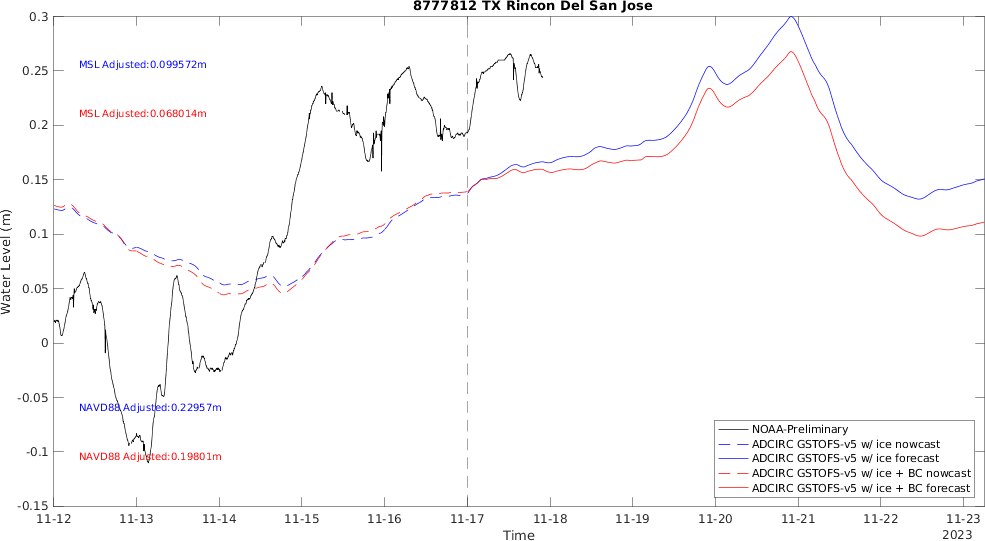 8777812 TX Rincon Del San Jose
0.3
0.25
0.2
0.15
0.1
0.05
0
-0.05
-0.1
-0.15
Water Level (m)
MSL Adjusted:0.099572m
MSL Adjusted:0.068014m
NAVD88 Adjusted:0.22957m
NAVD88 Adjusted:0.19801m
NOAA-Preliminary
ADCIRC GSTOFS-v5 w/ ice nowcast
ADCIRC GSTOFS-v5 w/ ice forecast
ADCIRC GSTOFS-v5 w/ ice + BC nowcast
ADCIRC GSTOFS-v5 w/ ice + BC forecast
11-12 11-13 11-14 11-15 11-16 11-17 11-18 11-19 11-20 11-21 11-22 11-23
Time
2023